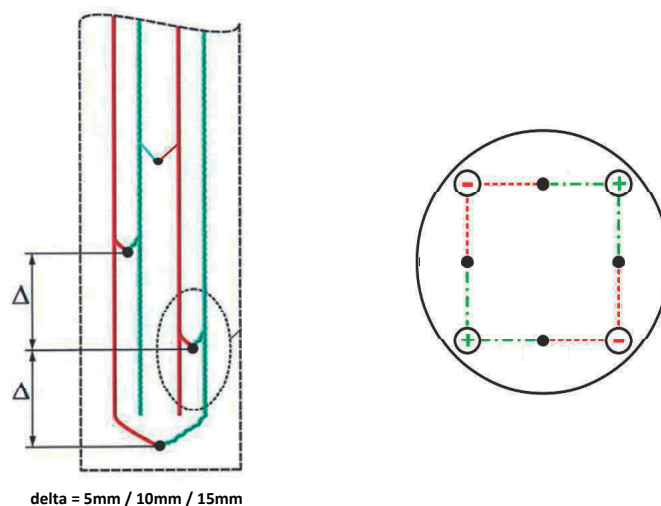 Δ
Δ
- +
+ -
delta = 5mm / 10mm / 15mm